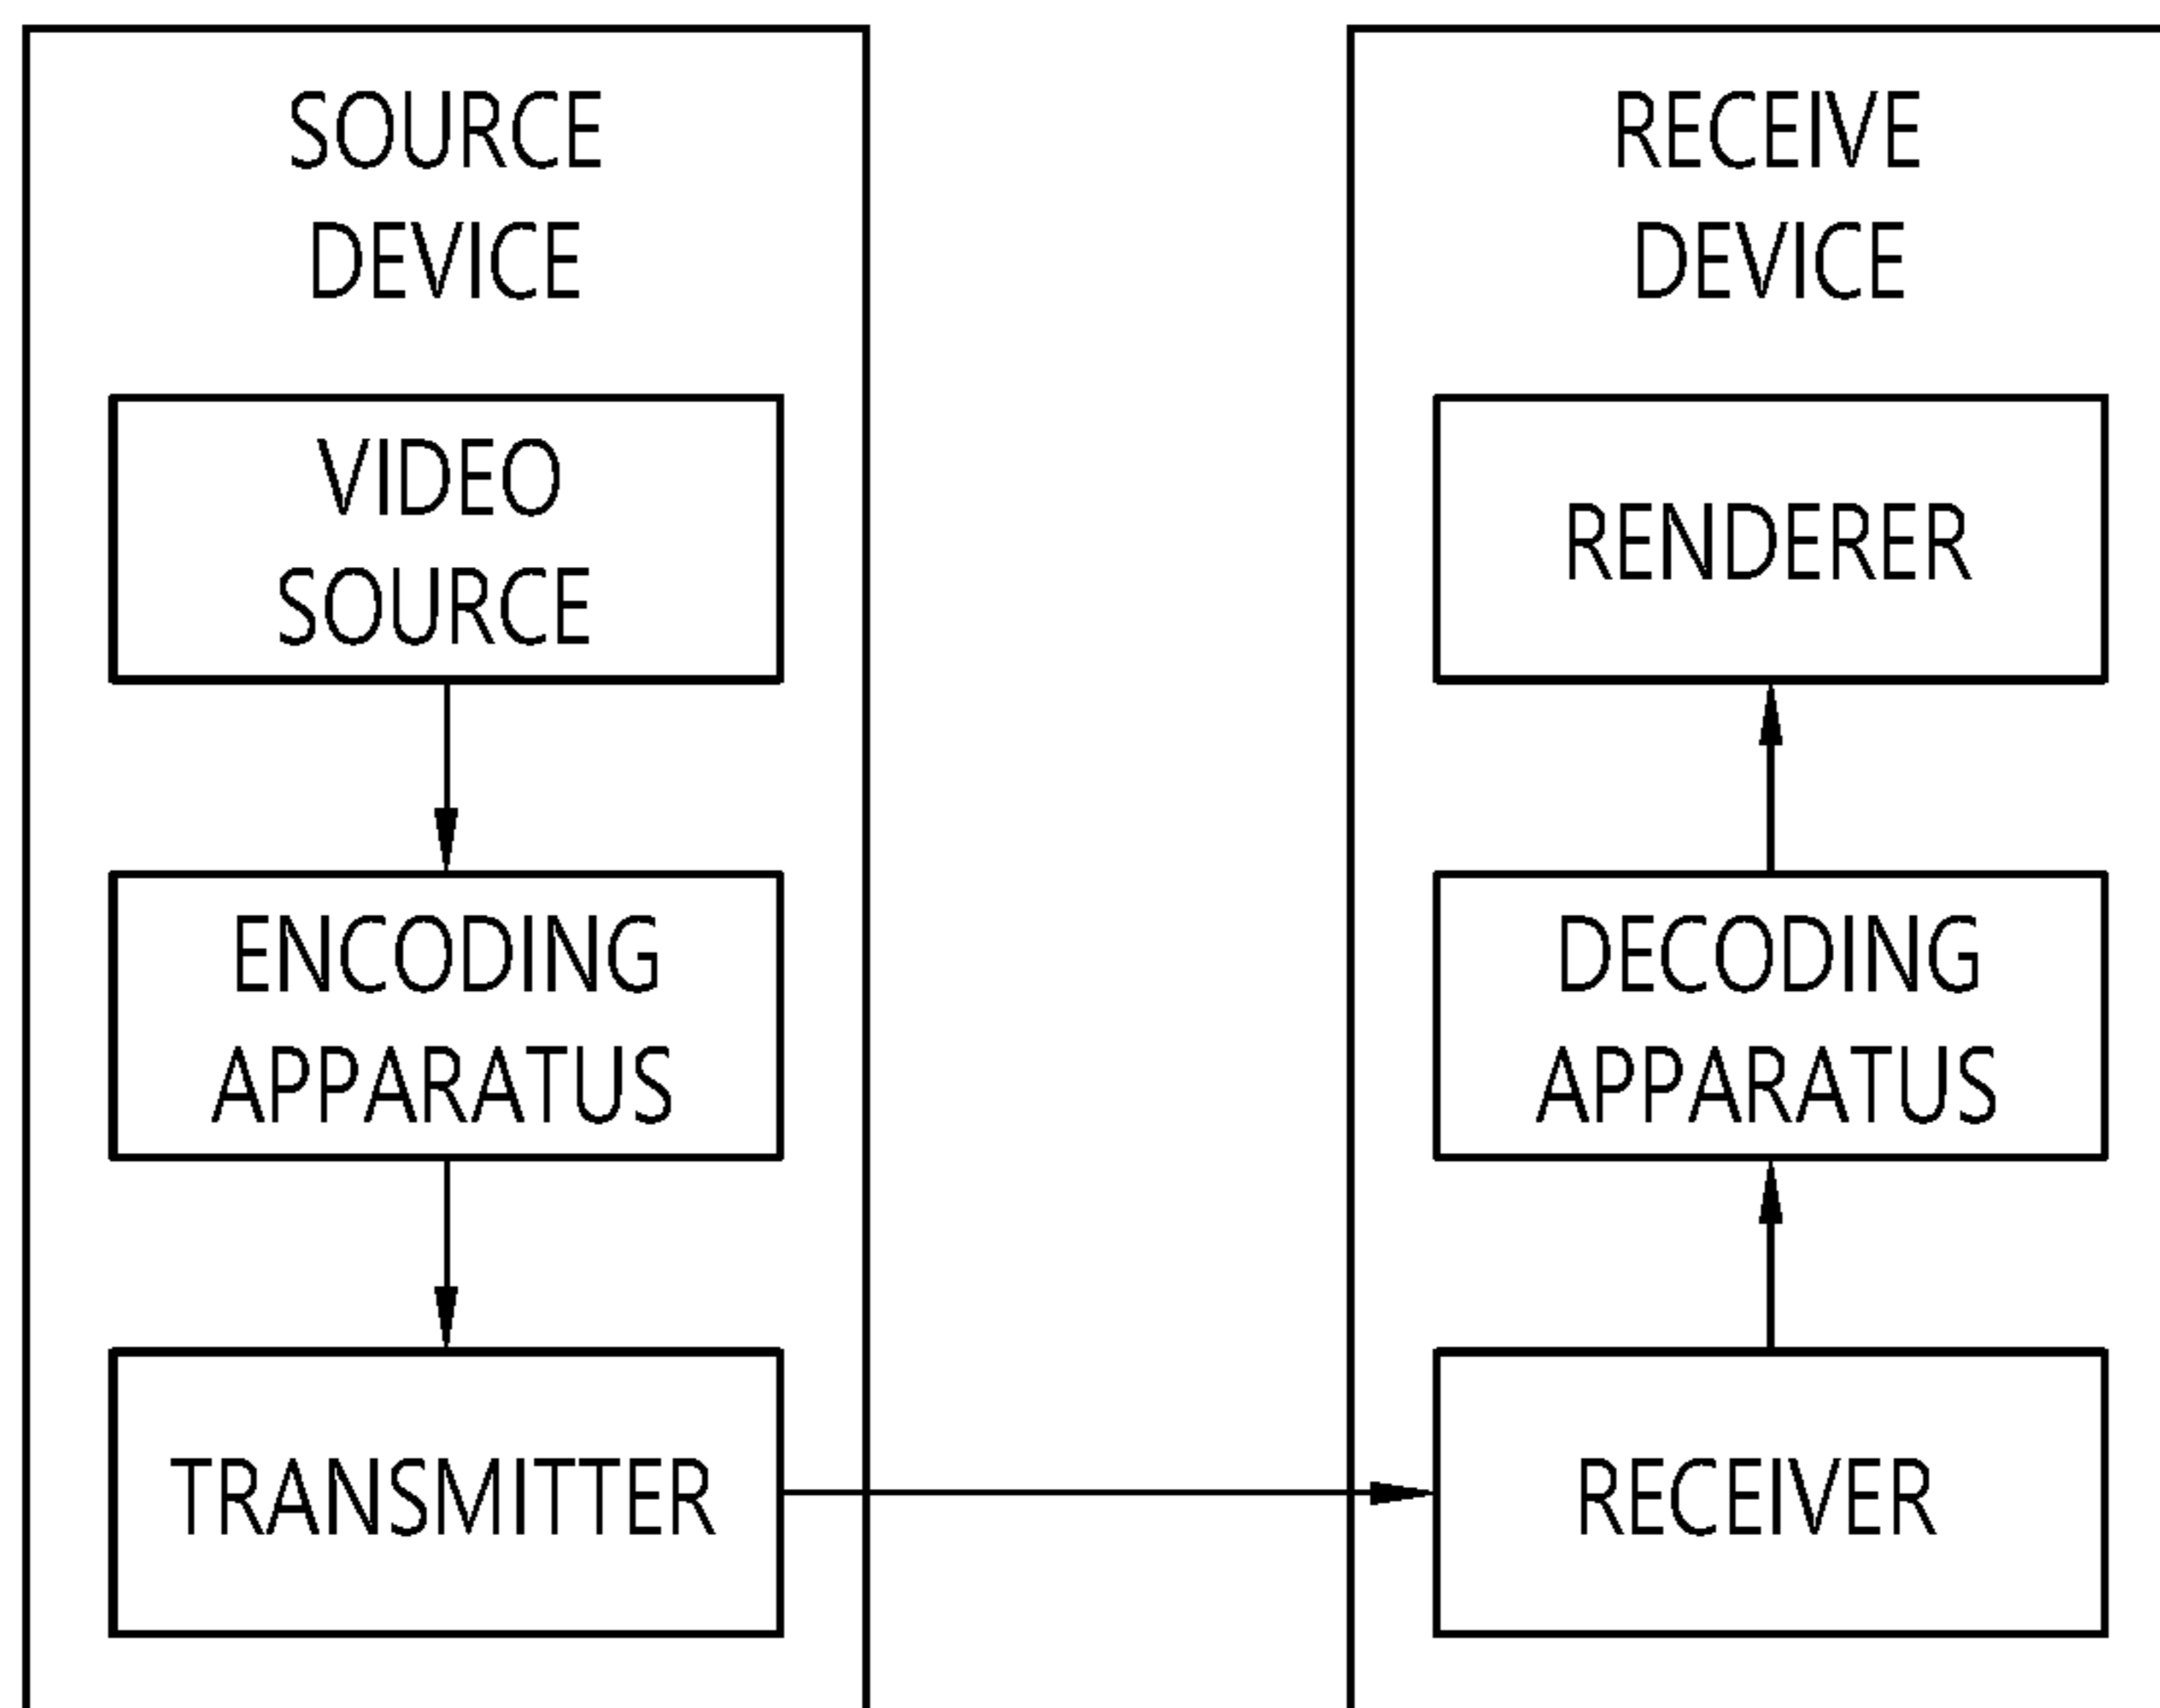 SOURCE
DEVICE
VIDEO
SOURCE
ENCODING
APPARATUS
TRANSMITTER
RECEIVE
DEVICE
RENDERER
DECODING
APPARATUS
RECEIVER